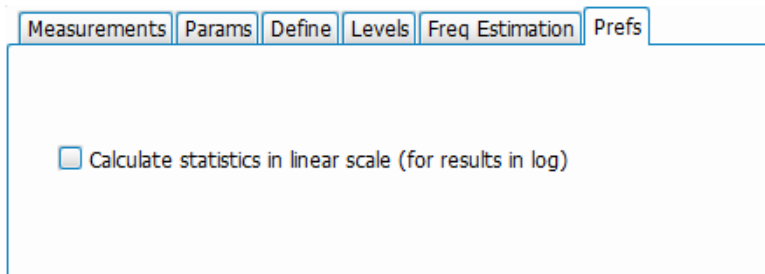 Measurements Params Define Levels Freq Estimation Prefs
Calculate statistics in linear scale (for results in log)